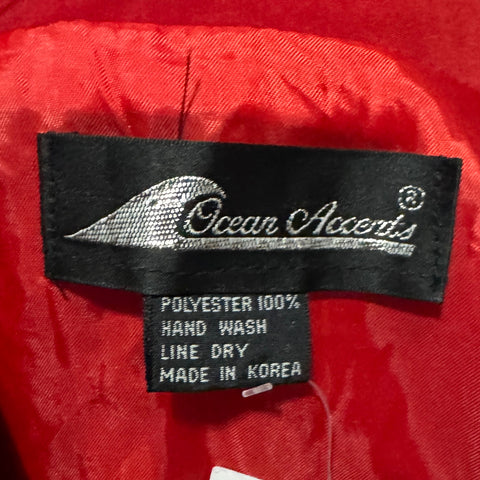 Ocean Accents ®
POLYESTER 100%
HAND WASH
LINE DRY
MADE IN KOREA